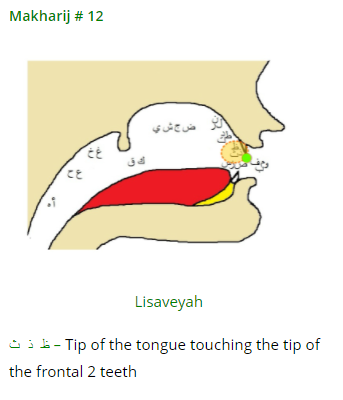 Makharij # 12
ض ج ش ي
غ خ
ك ق
ع ح
أ ه
Lisaveyah
ظ ذ ث – Tip of the tongue touching the tip of
the frontal 2 teeth